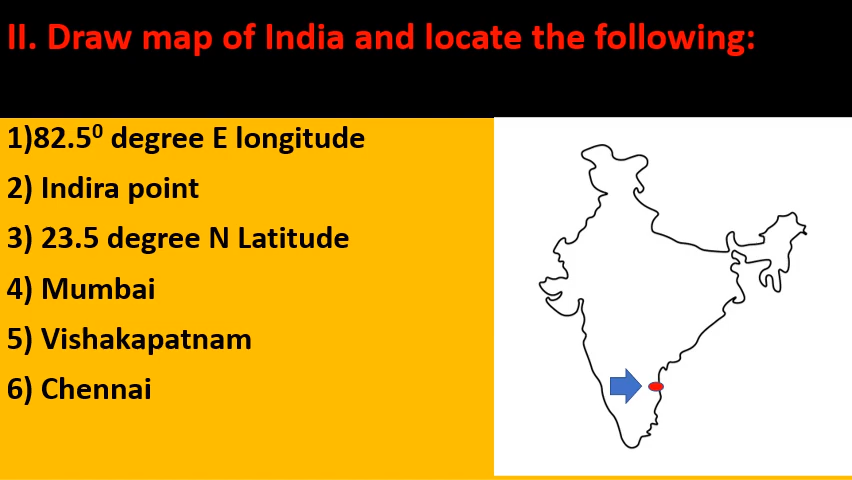 II. Draw map of India and locate the following:
1)82.5⁰ degree E longitude
2) Indira point
3) 23.5 degree N Latitude
4) Mumbai
5) Vishakapatnam
6) Chennai